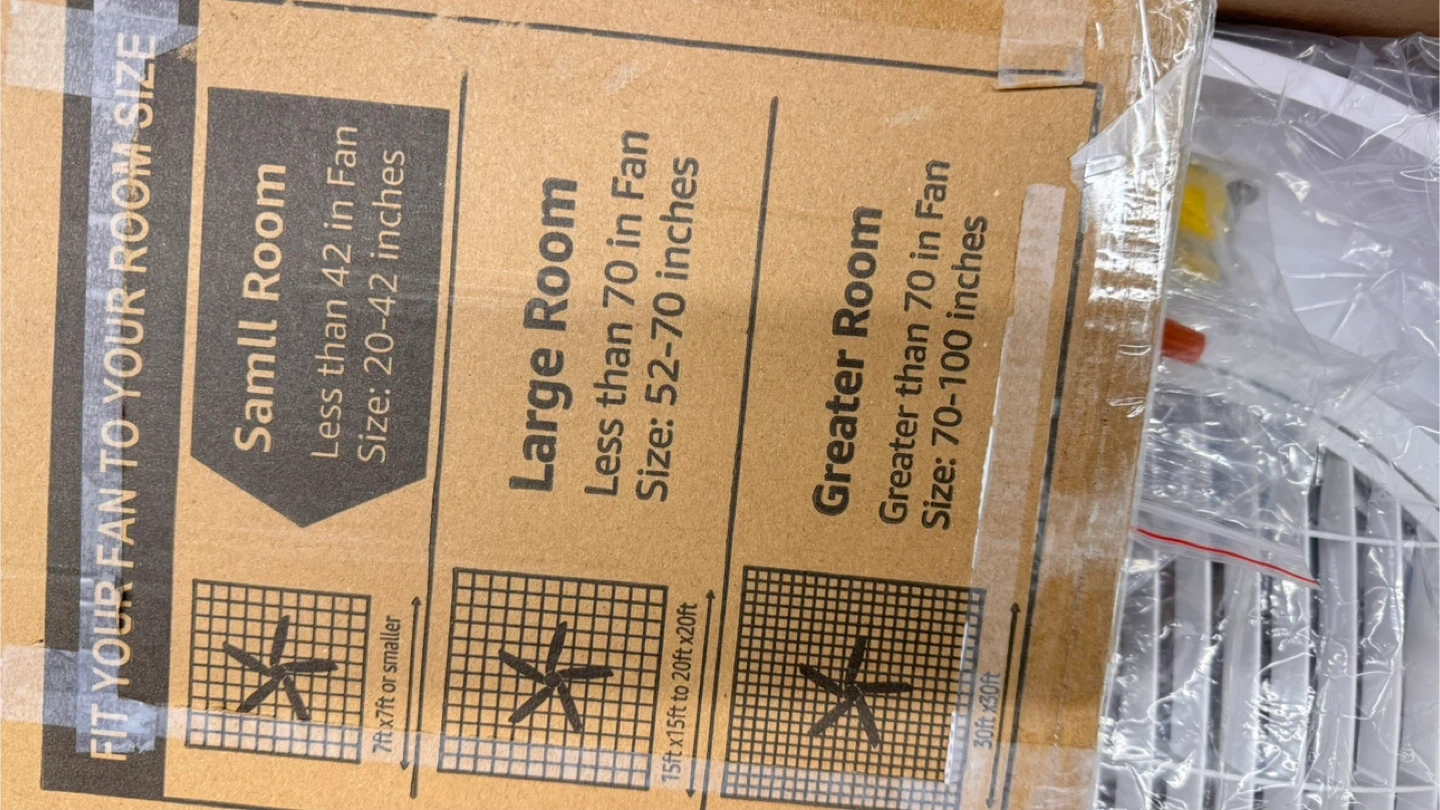 FIT YOUR FAN TO YOUR ROOM SIZE
Samll Room
Less than 42 in Fan
Size: 20-42 inches
7ft x7ft or smaller
Large Room
Less than 70 in Fan
Size: 52-70 inches
15ft x15ft to 20ft x20ft
Greater Room
Greater than 70 in Fan
Size: 70-100 inches
30ft x30ft